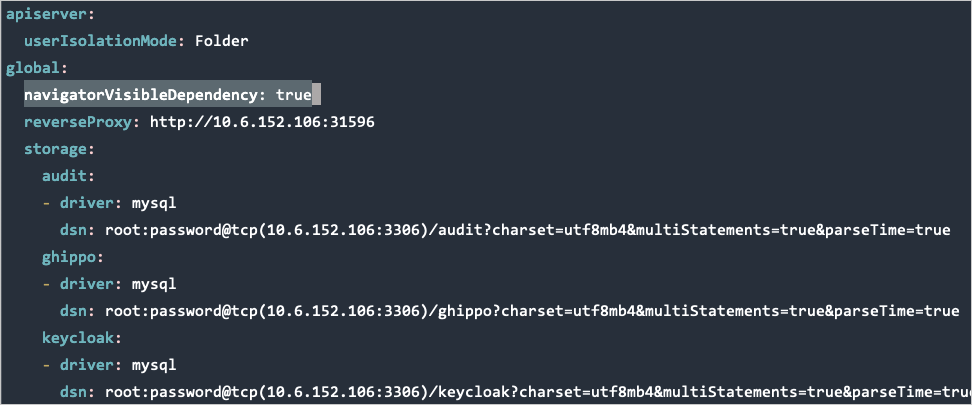 apiserver:
  userIsolationMode: Folder
global:
  navigatorVisibleDependency: true
  reverseProxy: http://10.6.152.106:31596
  storage:
    audit:
    - driver: mysql
      dsn: root:password@tcp(10.6.152.106:3306)/audit?charset=utf8mb4&multiStatements=true&parseTime=true
    ghippo:
    - driver: mysql
      dsn: root:password@tcp(10.6.152.106:3306)/ghippo?charset=utf8mb4&multiStatements=true&parseTime=true
    keycloak:
    - driver: mysql
      dsn: root:password@tcp(10.6.152.106:3306)/keycloak?charset=utf8mb4&multiStatements=true&parseTime=tru